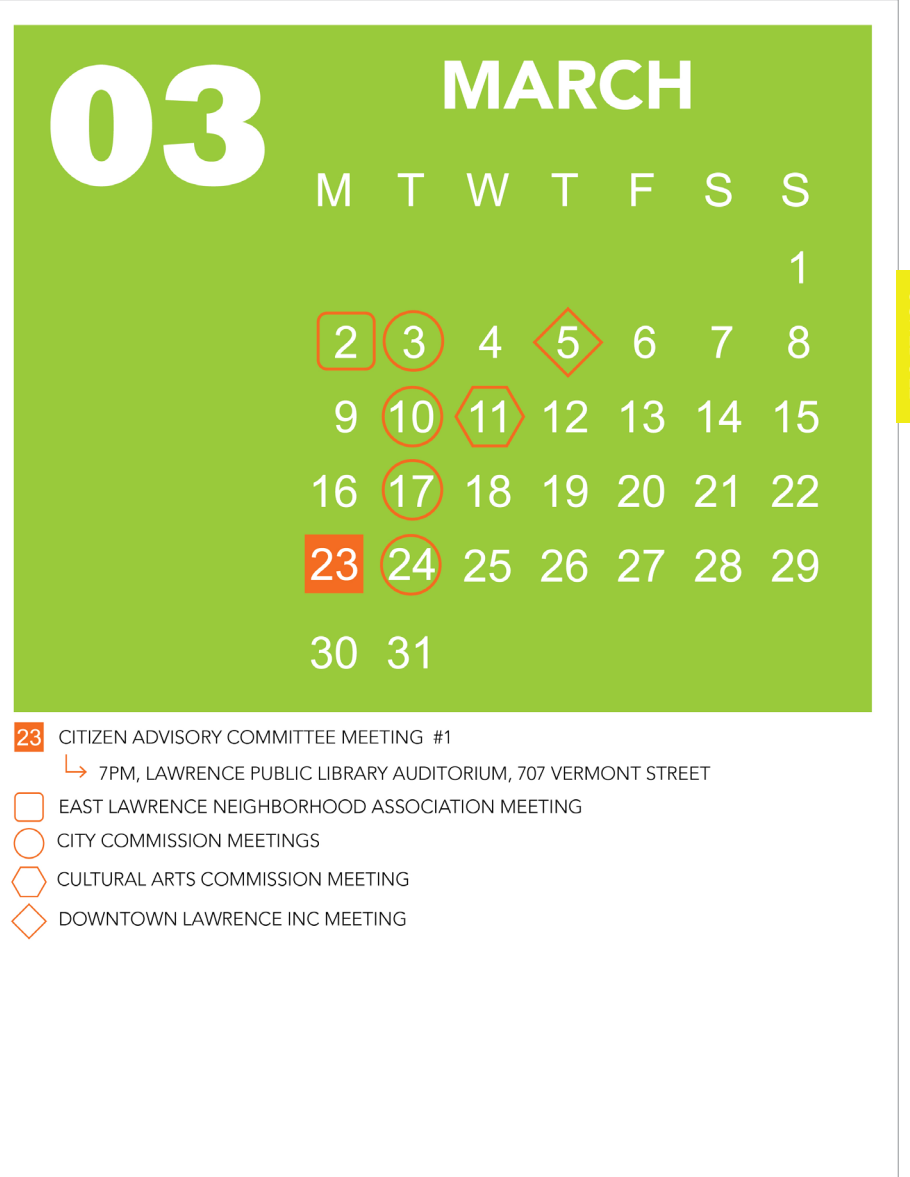 03
MARCH
M T W T F S S
1
2 3 4 5 6 7 8
9 10 11 12 13 14 15
16 17 18 19 20 21 22
23 24 25 26 27 28 29
30 31
23 CITIZEN ADVISORY COMMITTEE MEETING #1
7PM, LAWRENCE PUBLIC LIBRARY AUDITORIUM, 707 VERMONT STREET
EAST LAWRENCE NEIGHBORHOOD ASSOCIATION MEETING
CITY COMMISSION MEETINGS
CULTURAL ARTS COMMISSION MEETING
DOWNTOWN LAWRENCE INC MEETING